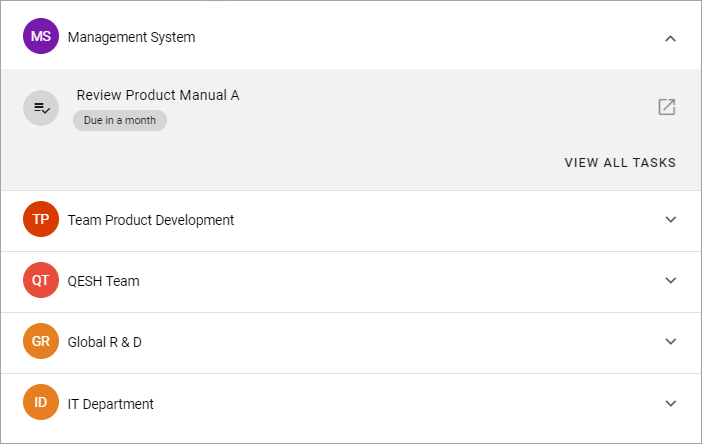 MS Management System
Review Product Manual A
Due in a month
VIEW ALL TASKS
TP Team Product Development
QT QESH Team
GR Global R & D
ID IT Department